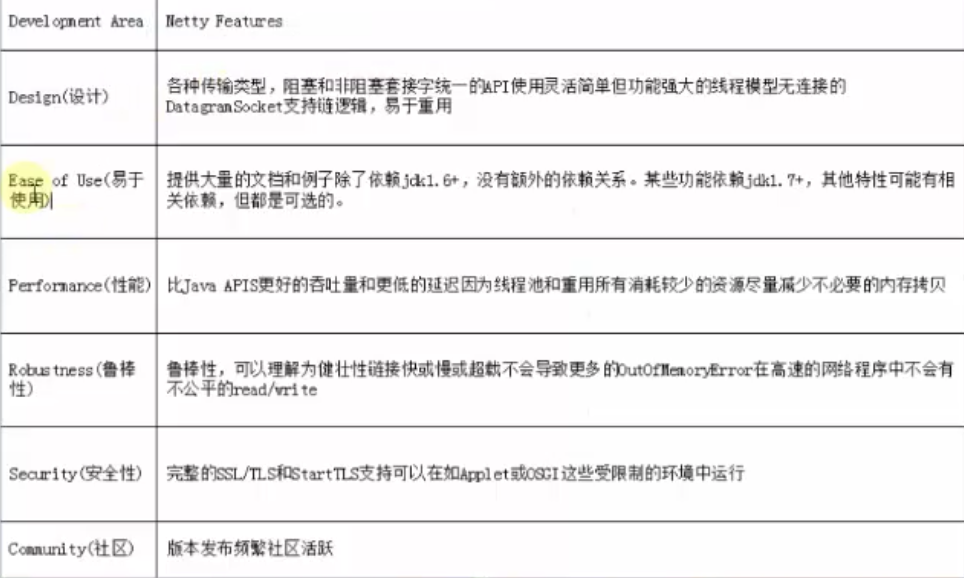 Development Area
Netty Features
Design(设计)
各种传输类型，阻塞和非阻塞套接字统一的API使用灵活简单但功能强大的线程模型无连接的
DatagramSocket支持链逻辑，易于重用
Ease of Use(易于
使用)
提供大量的文档和例子除了依赖jdk1.6+，没有额外的依赖关系。某些功能依赖jdk1.7+，其他特性可能有相
关依赖，但都是可选的。
Performance(性能)
比Java APIS更好的吞吐量和更低的延迟因为线程池和重用所有消耗较少的资源尽量减少不必要的内存拷贝
Robustness(鲁棒
性)
鲁棒性，可以理解为健壮性链接快或慢或超载不会导致更多的OutOfMemoryError在高速的网络程序中不会有
不公平的read/write
Security(安全性)
完整的SSL/TLS和StartTLS支持可以在如Applet或OSGI这些受限制的环境中运行
Community(社区)
版本发布频繁社区活跃